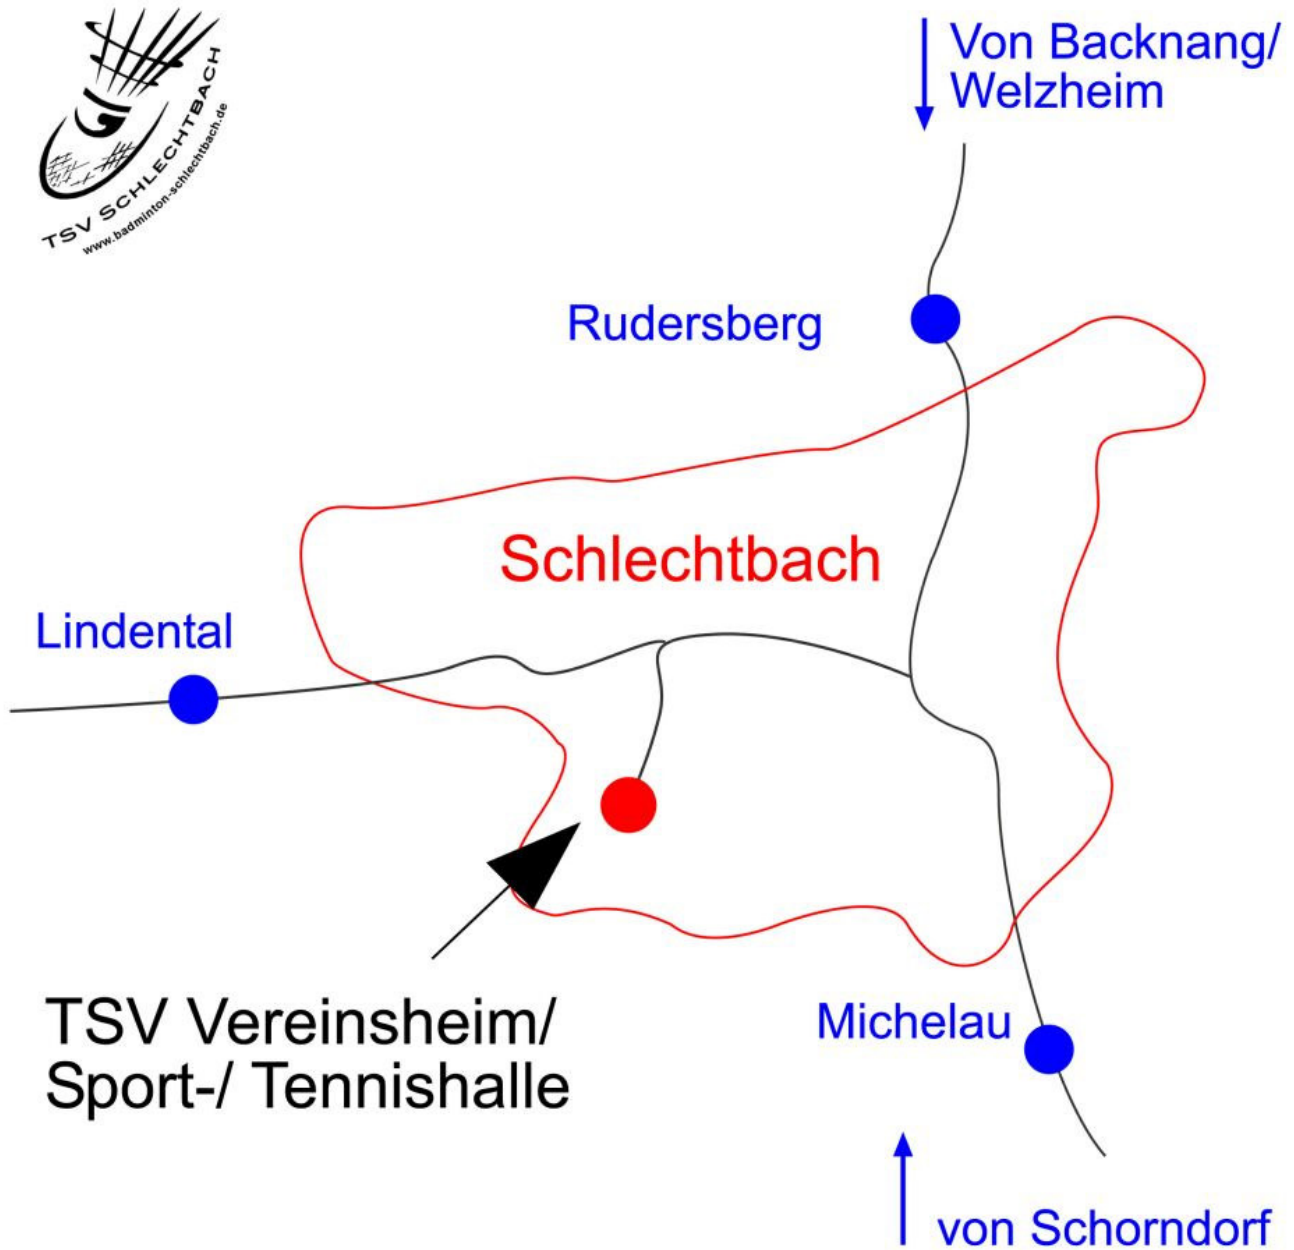 TSV SCHLECHTBACH
www.badminton-schlechtbach.de
Von Backnang/
Welzheim
Rudersberg
Schlechtbach
Lindental
TSV Vereinsheim/
Sport-/ Tennishalle
Michelau
von Schorndorf